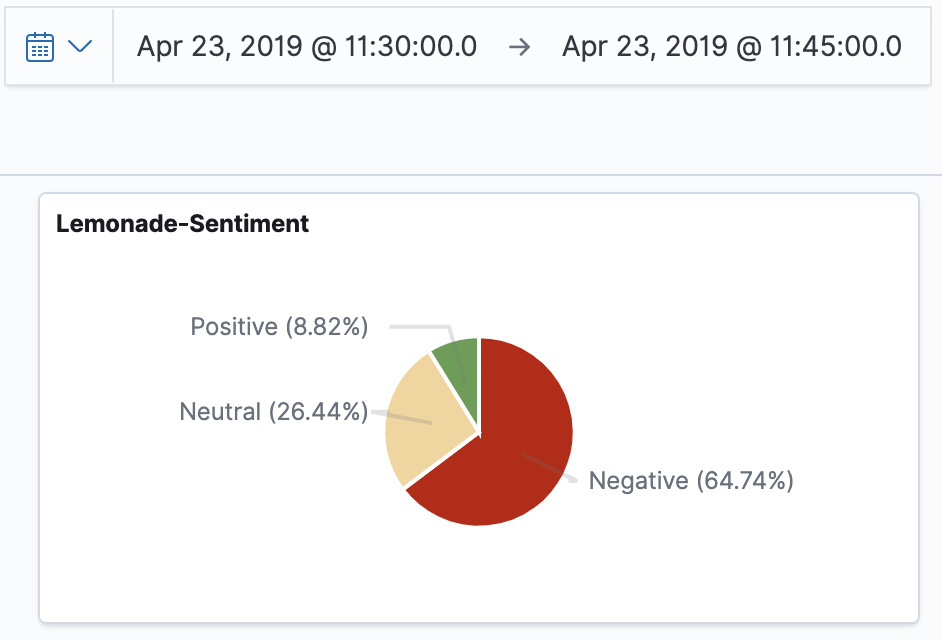 Apr 23, 2019 @ 11:30:00.0 → Apr 23, 2019 @ 11:45:00.0
Lemonade-Sentiment
Positive (8.82%)
Neutral (26.44%)
Negative (64.74%)